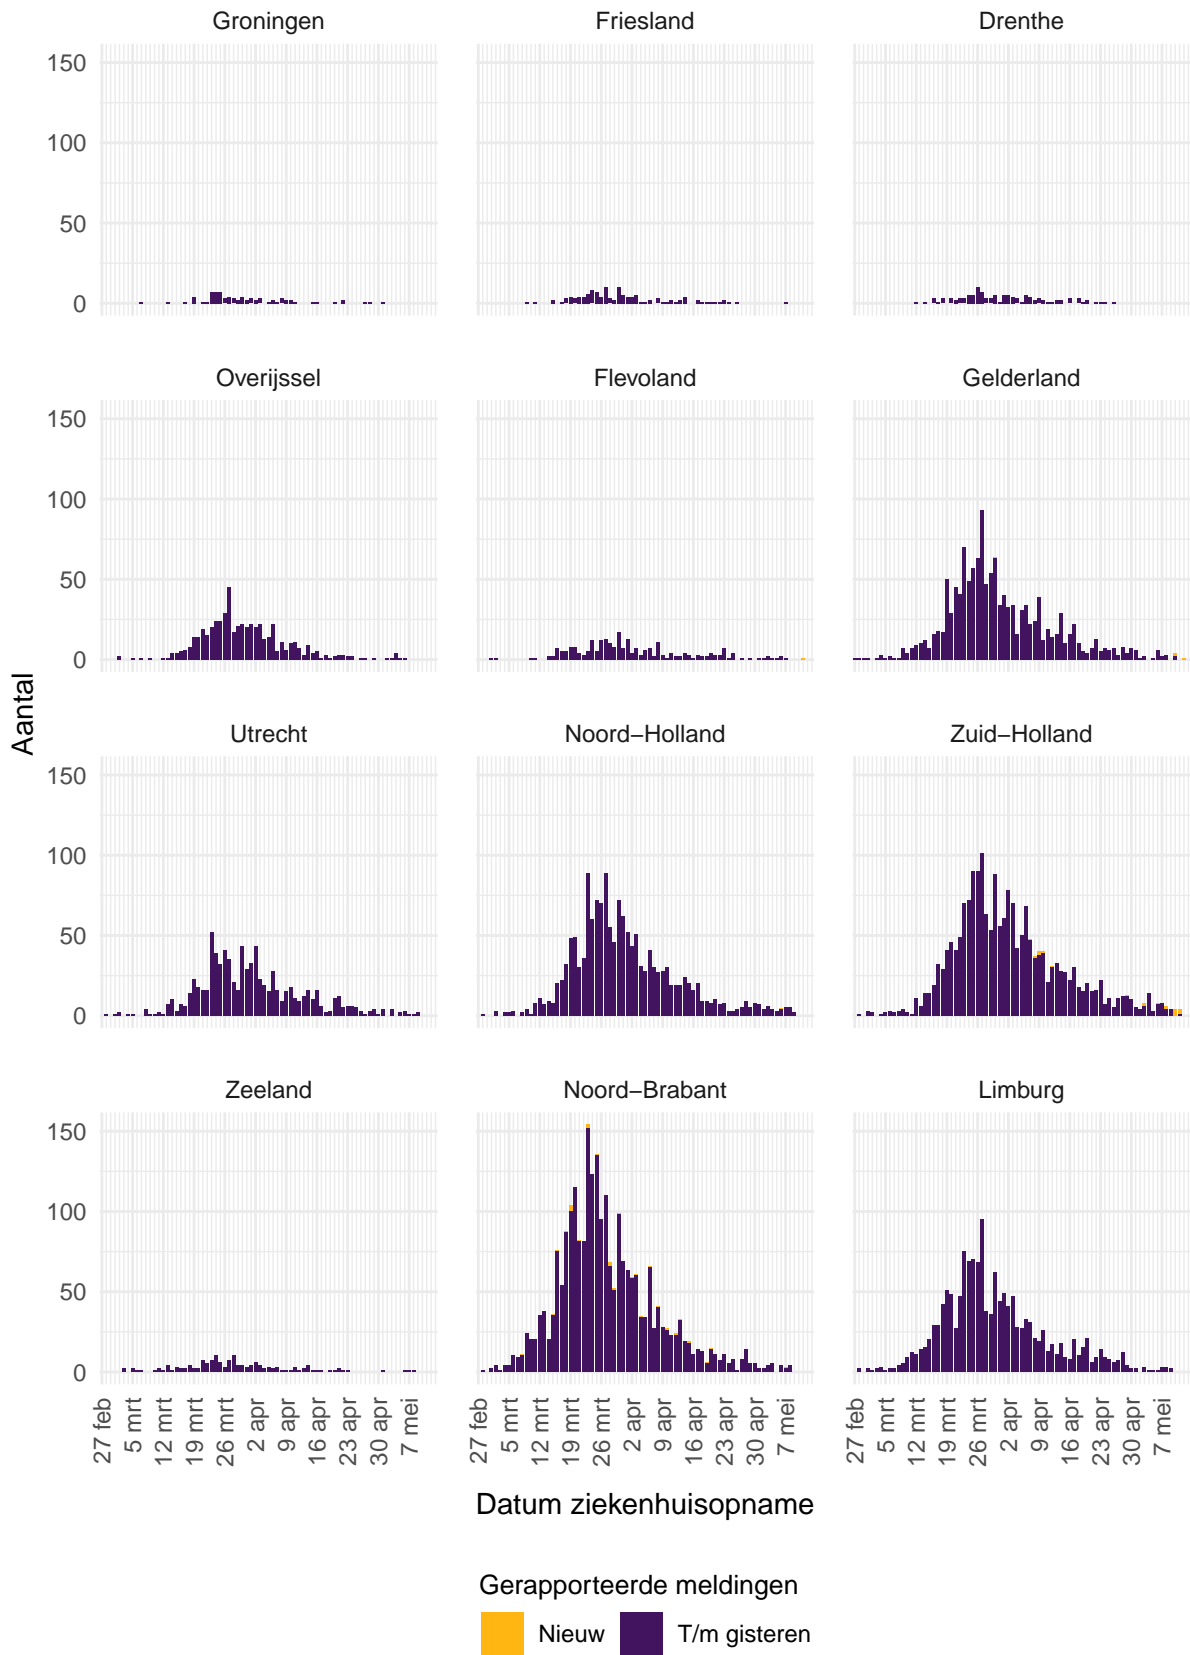 Groningen Friesland Drenthe
150
100
50
0
Overijssel Flevoland Gelderland
150
100
50
0
Utrecht Noord−Holland Zuid−Holland
150
100
50
0
Zeeland Noord−Brabant Limburg
150
100
50
0
Aantal
27 feb 5 mrt 12 mrt 19 mrt 26 mrt 2 apr 9 apr 16 apr 23 apr 30 apr 7 mei
27 feb 5 mrt 12 mrt 19 mrt 26 mrt 2 apr 9 apr 16 apr 23 apr 30 apr 7 mei
27 feb 5 mrt 12 mrt 19 mrt 26 mrt 2 apr 9 apr 16 apr 23 apr 30 apr 7 mei
Datum ziekenhuisopname
Gerapporteerde meldingen
Nieuw T/m gisteren